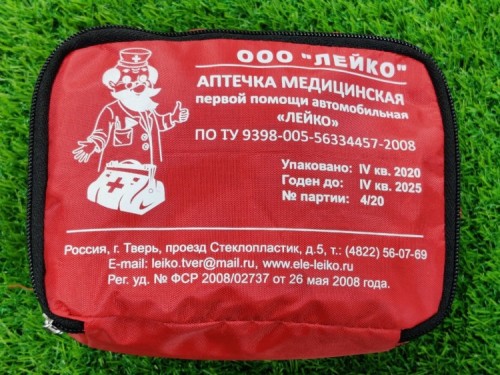 ООО "ЛЕЙКО"
АПТЕЧКА МЕДИЦИНСКАЯ
первой помощи автомобильная
«ЛЕЙКО»
ПО ТУ 9398-005-56334457-2008
Упаковано: IV кв. 2020
Годен до: IV кв. 2025
№ партии: 4/20
Россия, г. Тверь, проезд Стеклопластик, д.5, т.: (4822) 56-07-69
E-mail: leiko.tver@mail.ru, www.ele-leiko.ru
Рег. уд. № ФСР 2008/02737 от 26 мая 2008 года.